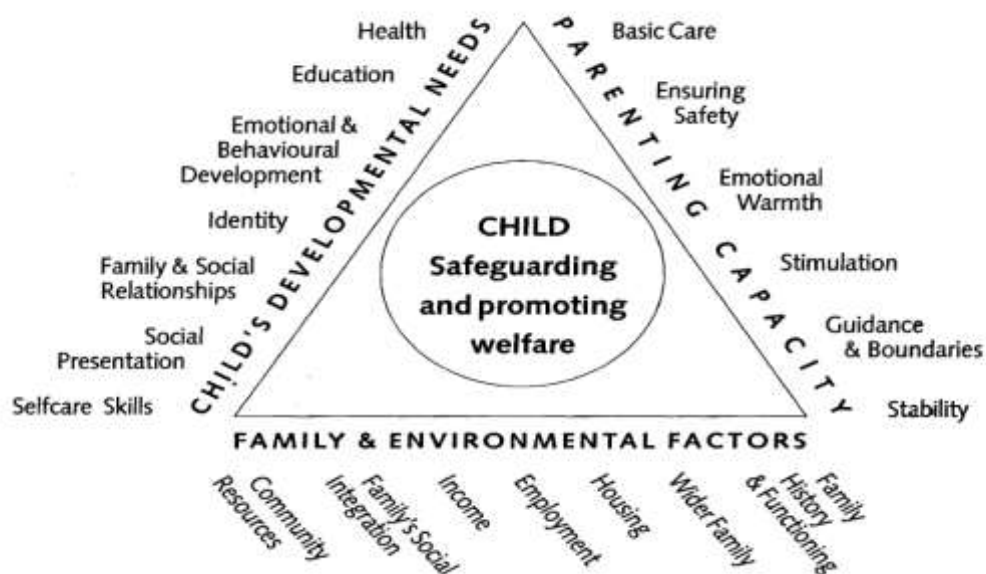 Health
Education
Emotional &
Behavioural
Development
Identity
Family & Social
Relationships
Social
Presentation
Selfcare Skills
CHILD'S DEVELOPMENTAL NEEDS
CHILD
Safeguarding
and promoting
welfare
PARENTING CAPACITY
Basic Care
Ensuring
Safety
Emotional
Warmth
Stimulation
Guidance
& Boundaries
Stability
FAMILY & ENVIRONMENTAL FACTORS
Community
Resources
Family's Social
Integration
Income
Employment
Housing
Wider Family
Family
History
& Functioning